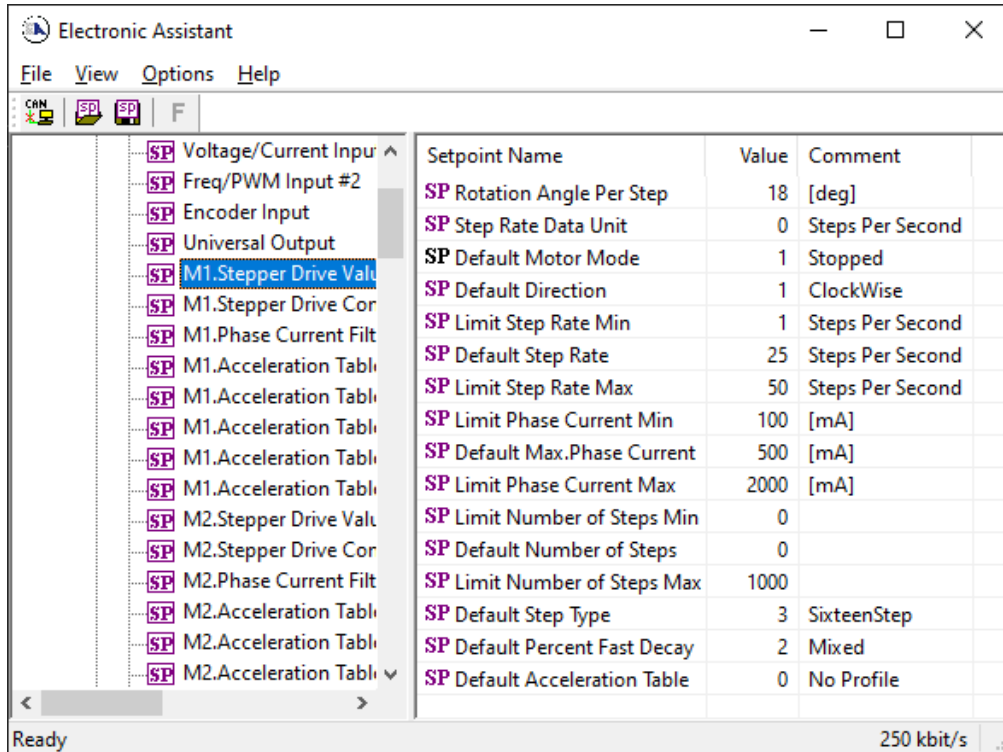 Electronic Assistant
File View Options Help
CAN SP SP F
SP Voltage/Current Input
SP Freq/PWM Input #2
SP Encoder Input
SP Universal Output
SP M1.Stepper Drive Valu
SP M1.Stepper Drive Cor
SP M1.Phase Current Filt
SP M1.Acceleration Tabl
SP M1.Acceleration Tabl
SP M1.Acceleration Tabl
SP M1.Acceleration Tabl
SP M1.Acceleration Tabl
SP M2.Stepper Drive Valu
SP M2.Stepper Drive Cor
SP M2.Phase Current Filt
SP M2.Acceleration Tabl
SP M2.Acceleration Tabl
SP M2.Acceleration Tabl
Setpoint Name Value Comment
SP Rotation Angle Per Step 18 [deg]
SP Step Rate Data Unit 0 Steps Per Second
SP Default Motor Mode 1 Stopped
SP Default Direction 1 ClockWise
SP Limit Step Rate Min 1 Steps Per Second
SP Default Step Rate 25 Steps Per Second
SP Limit Step Rate Max 50 Steps Per Second
SP Limit Phase Current Min 100 [mA]
SP Default Max.Phase Current 500 [mA]
SP Limit Phase Current Max 2000 [mA]
SP Limit Number of Steps Min 0
SP Default Number of Steps 0
SP Limit Number of Steps Max 1000
SP Default Step Type 3 SixteenStep
SP Default Percent Fast Decay 2 Mixed
SP Default Acceleration Table 0 No Profile
Ready 250 kbit/s